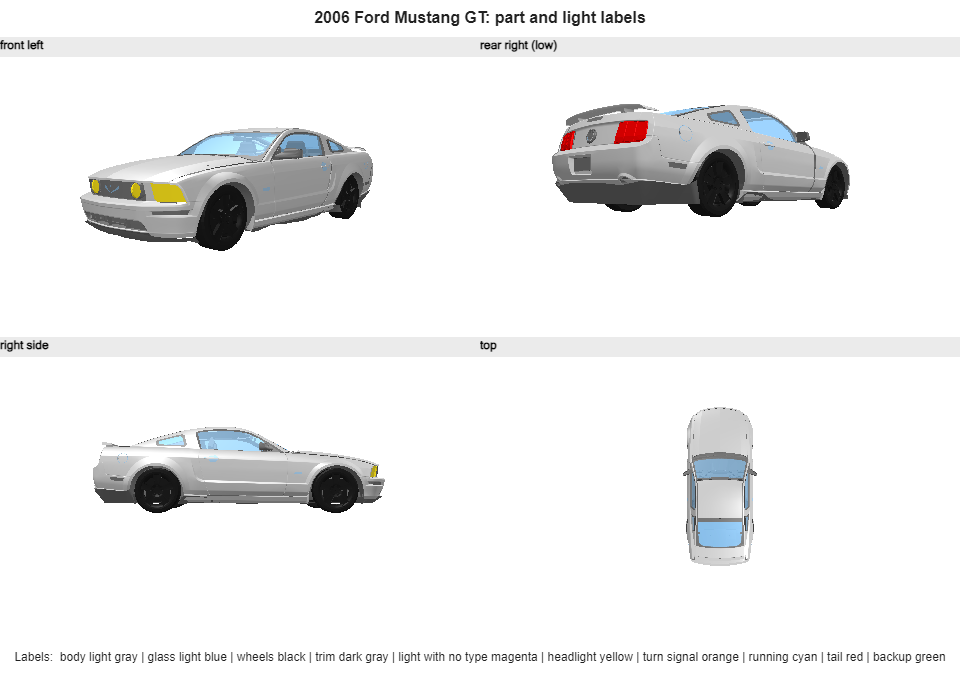 2006 Ford Mustang GT: part and light labels
front left
rear right (low)
right side
top
Labels:  body light gray | glass light blue | wheels black | trim dark gray | light with no type magenta | headlight yellow | turn signal orange | running cyan | tail red | backup green